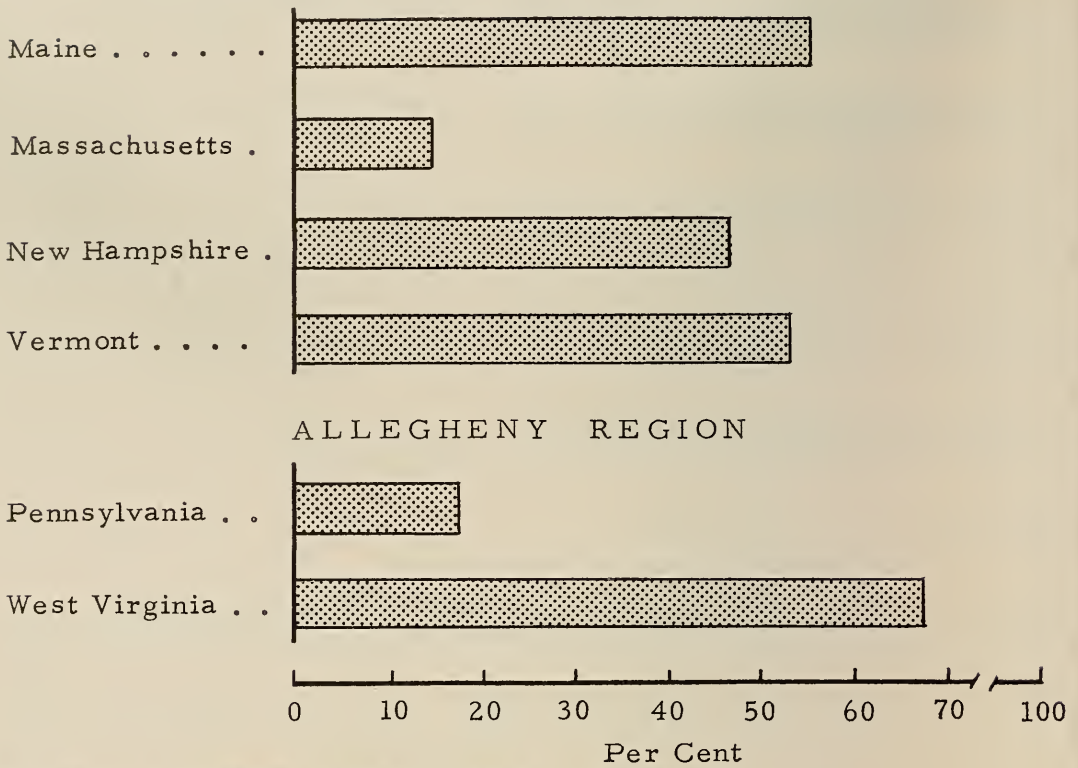 Maine . . . . . .
Massachusetts .
New Hampshire .
Vermont . . . .
ALLEGHENY REGION
Pennsylvania . .
West Virginia . .
0 10 20 30 40 50 60 70 100
Per Cent